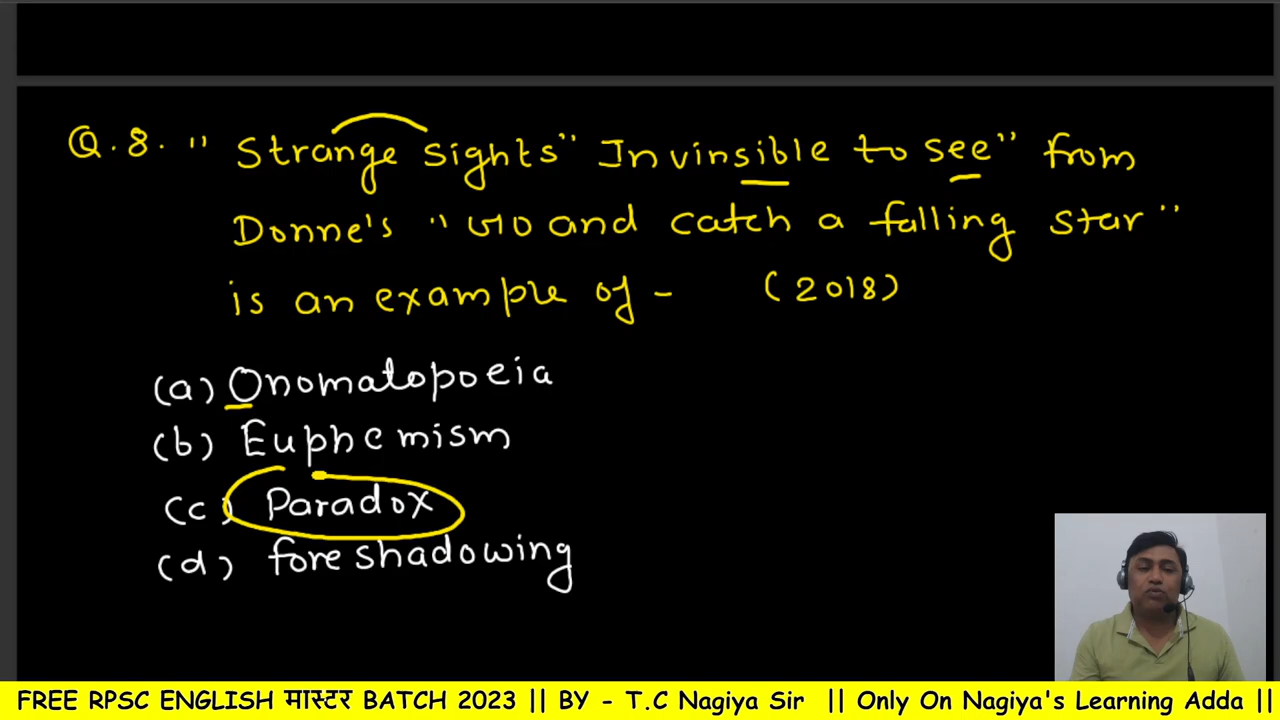 Q.8. " Strange sights" Invinsible to see" from
Donne's "Go and catch a falling star"
is an example of - (2018)
(a) Onomatopoeia
(b) Euphemism
(c) Paradox
(d) foreshadowing
FREE RPSC ENGLISH मास्टर BATCH 2023 || BY - T.C Nagiya Sir || Only On Nagiya's Learning Adda ||